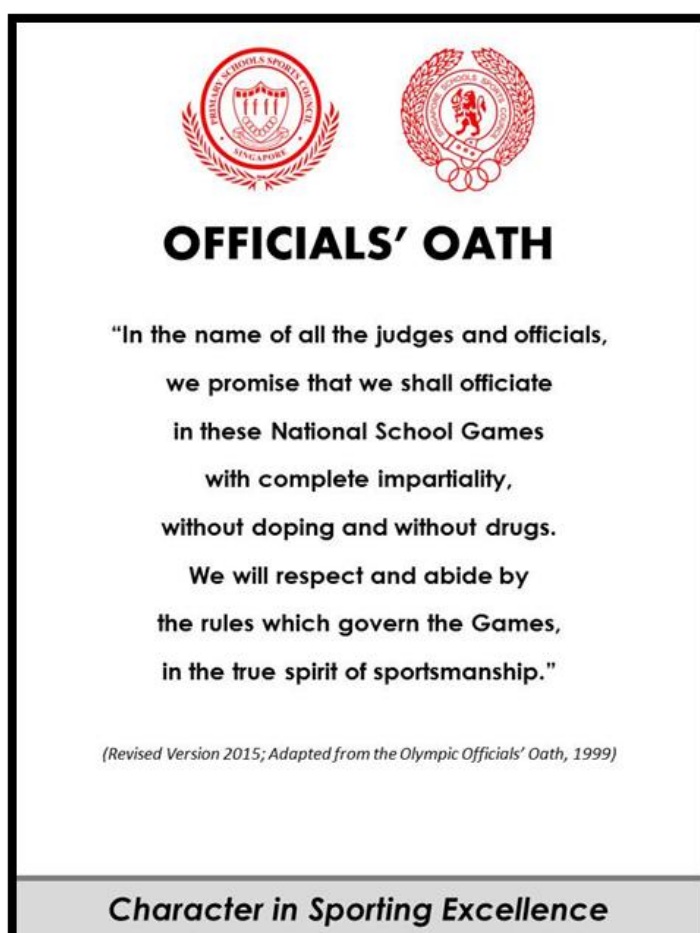 PRIMARY SCHOOLS SPORTS COUNCIL
SINGAPORE
SINGAPORE SCHOOLS SPORTS COUNCIL
OFFICIALS’ OATH
“In the name of all the judges and officials,
we promise that we shall officiate
in these National School Games
with complete impartiality,
without doping and without drugs.
We will respect and abide by
the rules which govern the Games,
in the true spirit of sportsmanship.”
(Revised Version 2015; Adapted from the Olympic Officials’ Oath, 1999)
Character in Sporting Excellence